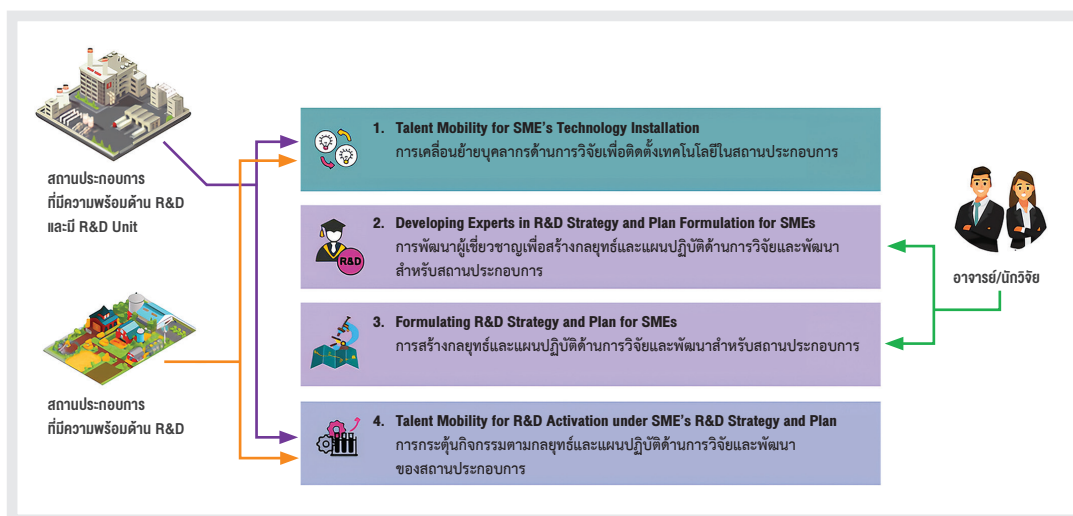 สถานประกอบการ
ที่มีความพร้อมด้าน R&D
และมี R&D Unit
สถานประกอบการ
ที่มีความพร้อมด้าน R&D
1. Talent Mobility for SME's Technology Installation
การเคลื่อนย้ายบุคลากรด้านการวิจัยเพื่อติดตั้งเทคโนโลยีในสถานประกอบการ
R&D
2. Developing Experts in R&D Strategy and Plan Formulation for SMEs
การพัฒนาผู้เชี่ยวชาญเพื่อสร้างกลยุทธ์และแผนปฏิบัติด้านการวิจัยและพัฒนา
สำหรับสถานประกอบการ
3. Formulating R&D Strategy and Plan for SMEs
การสร้างกลยุทธ์และแผนปฏิบัติด้านการวิจัยและพัฒนาสำหรับสถานประกอบการ
4. Talent Mobility for R&D Activation under SME's R&D Strategy and Plan
การกระตุ้นกิจกรรมตามกลยุทธ์และแผนปฏิบัติด้านการวิจัยและพัฒนา
ของสถานประกอบการ
อาจารย์/นักวิจัย